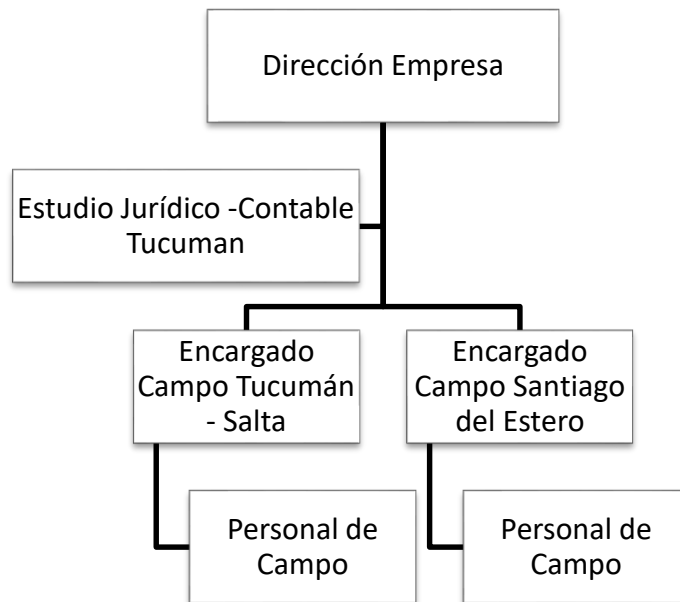 Dirección Empresa
Estudio Jurídico -Contable
Tucuman
Encargado
Campo Tucumán
- Salta
Encargado
Campo Santiago
del Estero
Personal de
Campo
Personal de
Campo